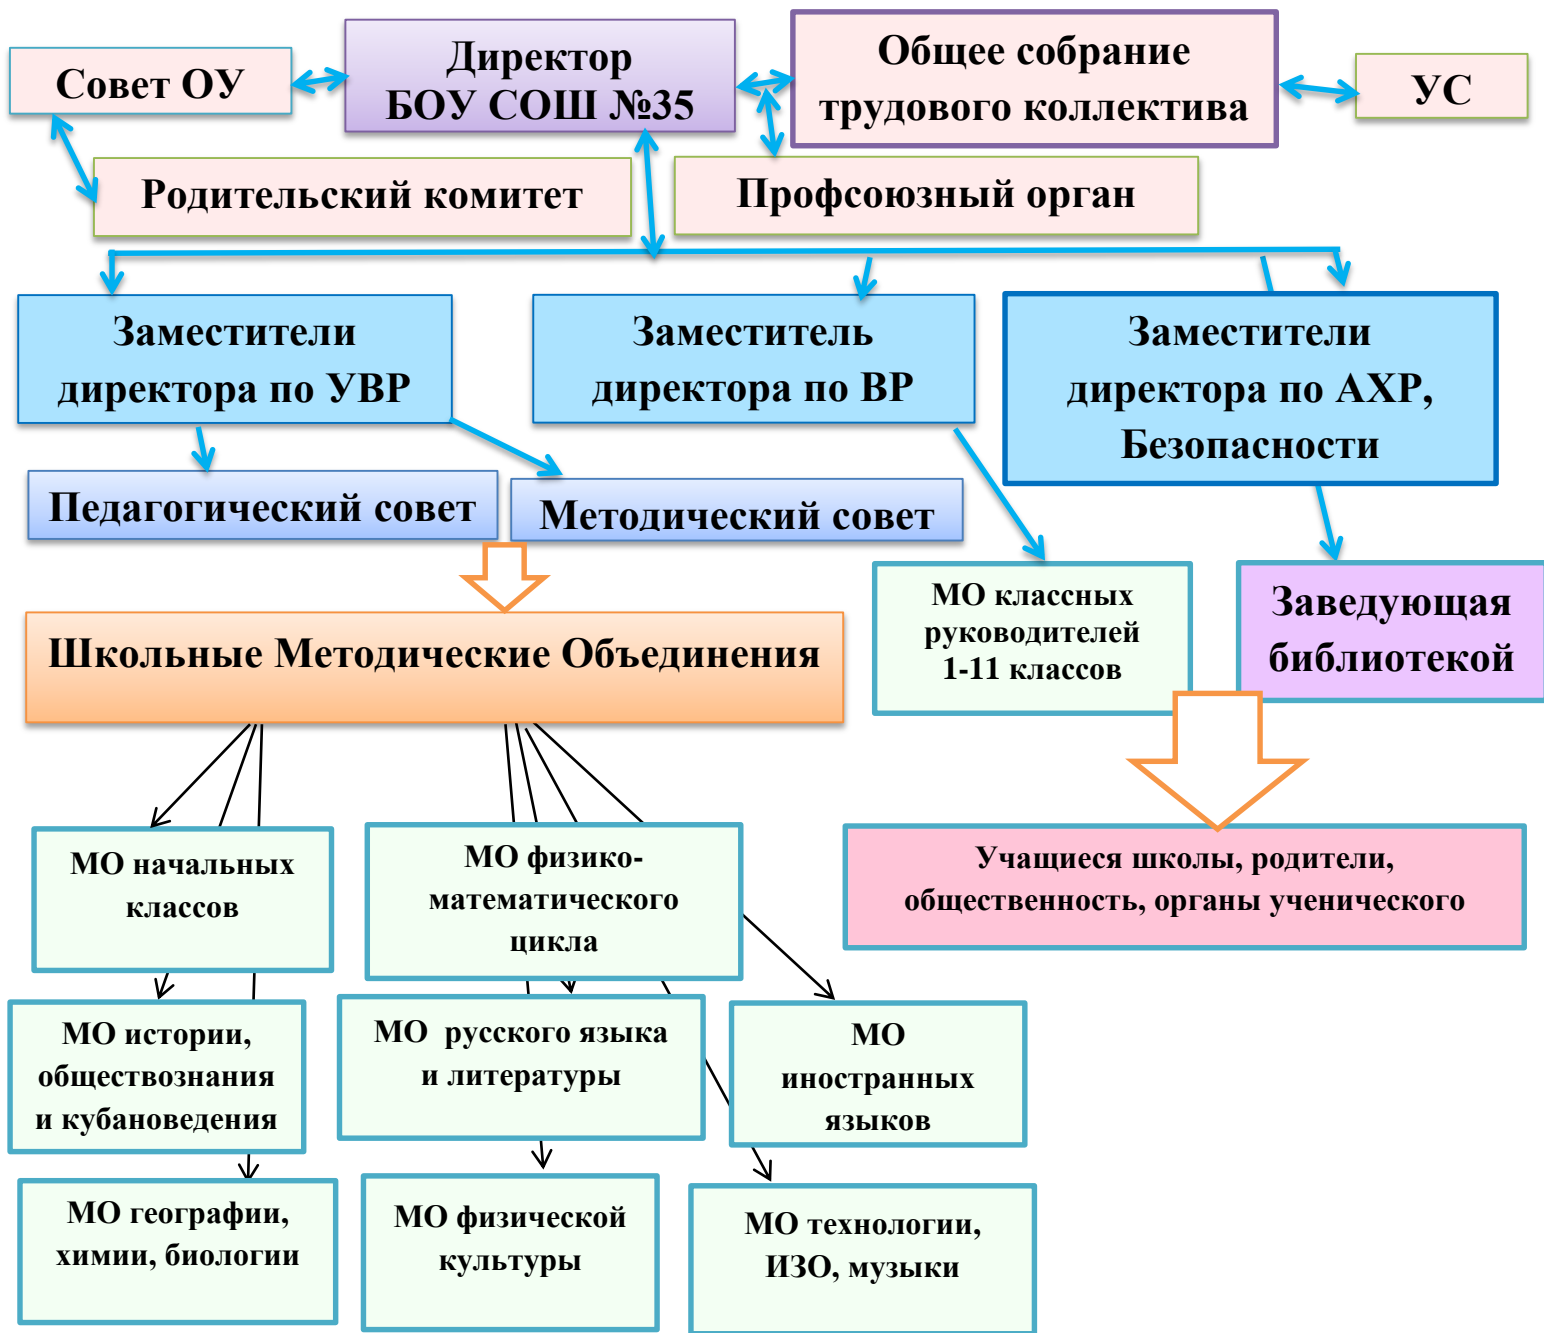 Совет ОУ
Директор
БОУ СОШ №35
Общее собрание
трудового коллектива
УС
Родительский комитет
Профсоюзный орган
Заместители
директора по УВР
Заместитель
директора по ВР
Заместители
директора по АХР,
Безопасности
Педагогический совет
Методический совет
МО классных
руководителей
1-11 классов
Заведующая
библиотекой
Школьные Методические Объединения
МО начальных
классов
МО физико-
математического
цикла
Учащиеся школы, родители,
общественность, органы ученического
МО истории,
обществознания
и кубановедения
МО русского языка
и литературы
МО
иностранных
языков
МО географии,
химии, биологии
МО физической
культуры
МО технологии,
ИЗО, музыки